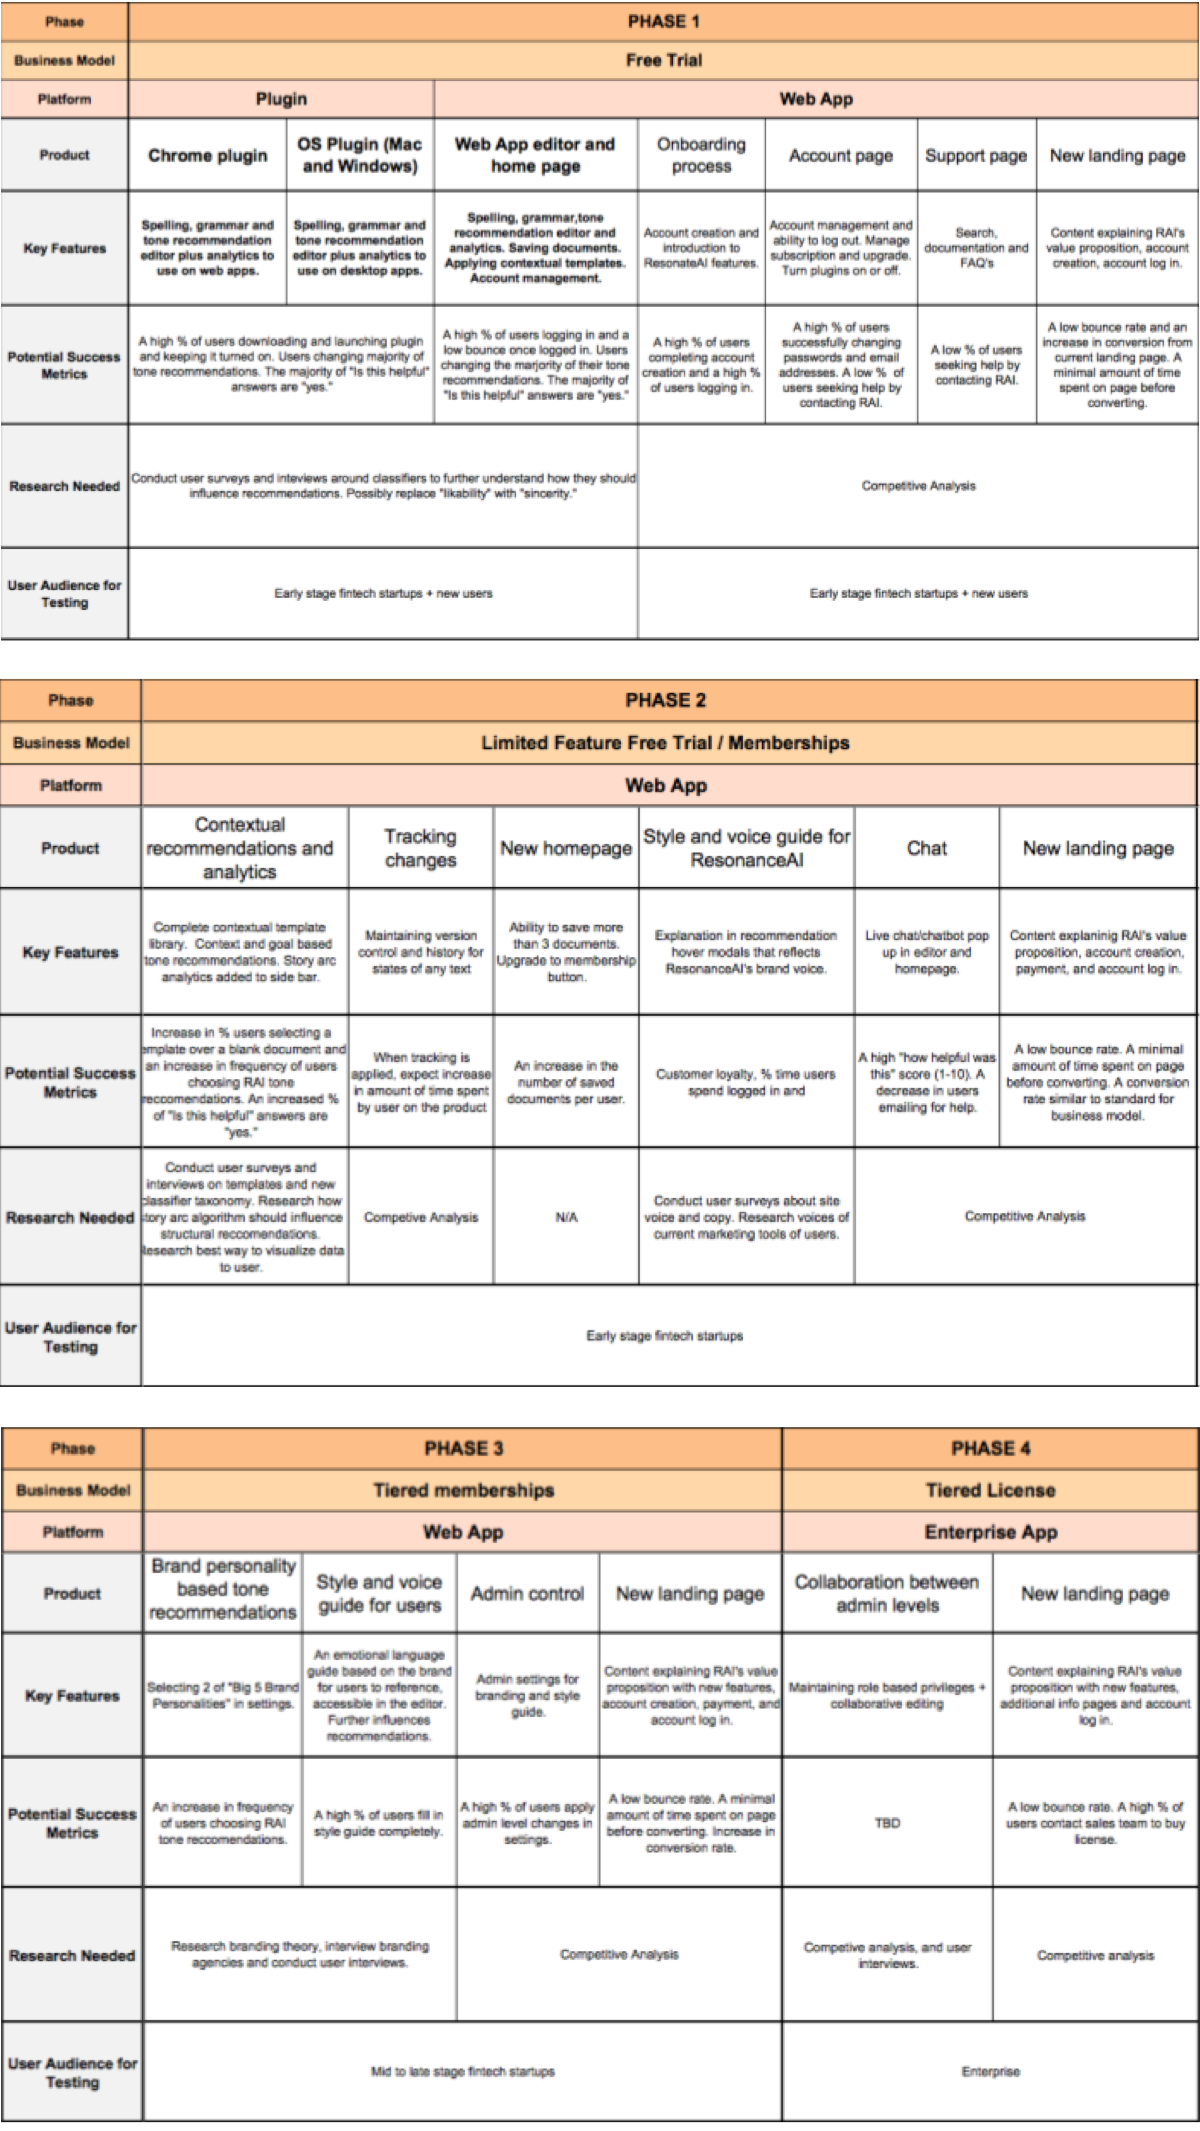 Phase
PHASE 1
Business Model
Free Trial
Platform
Plugin
Web App
Product
Chrome plugin
OS Plugin (Mac
and Windows)
Web App editor and
home page
Onboarding
process
Account page
Support page
New landing page
Key Features
Spelling, grammar and
tone recommendation
editor plus analytics to
use on web apps.
Spelling, grammar and
tone recommendation
editor plus analytics to
use on desktop apps.
Spelling, grammar,tone
recommendation editor and
analytics. Saving documents.
Applying contextual templates.
Account management.
Account creation and
introduction to
ResonateAI features.
Account management and
ability to log out. Manage
subscription and upgrade.
Turn plugins on or off.
Search,
documentation and
FAQ's
Content explaining RAI's
value proposition, account
creation, account log in.
Potential Success
Metrics
A high % of users downloading and launching plugin
and keeping it turned on. Users changing majority of
tone recommendations. The majority of "Is this helpful"
answers are "yes."
A high % of users logging in and a
low bounce once logged in. Users
changing the marjority of their tone
recommendations. The majority of
"Is this helpful" answers are "yes."
A high % of users
completing account
creation and a high %
of users logging in.
A high % of users
successfully changing
passwords and email
addresses. A low % of
users seeking help by
contacting RAI.
A low % of users
seeking help by
contacting RAI.
A low bounce rate and an
increase in conversion from
current landing page. A
minimal amount of time
spent on page before
converting.
Research Needed
Conduct user surveys and inteviews around classifiers to further understand how they should
influence recommendations. Possibly replace "likability" with "sincerity."
Competitive Analysis
User Audience for
Testing
Early stage fintech startups + new users
Early stage fintech startups + new users
Phase
PHASE 2
Business Model
Limited Feature Free Trial / Memberships
Platform
Web App
Product
Contextual
recommendations and
analytics
Tracking
changes
New homepage
Style and voice guide for
ResonanceAI
Chat
New landing page
Key Features
Complete contextual template
library. Context and goal based
tone recommendations. Story arc
analytics added to side bar.
Maintaining version
control and history for
states of any text
Ability to save more
than 3 documents.
Upgrade to membership
button.
Explanation in recommendation
hover modals that reflects
ResonanceAI's brand voice.
Live chat/chatbot pop
up in editor and
homepage.
Content explaning RAI's value
proposition, account creation,
payment, and account log in.
Potential Success
Metrics
Increase in % users selecting a
emplate over a blank document and
an increase in frequency of users
choosing RAI tone
reccomendations. An increased %
of "Is this helpful" answers are
"yes."
When tracking is
applied, expect increase
in amount of time spent
by user on the product
An increase in the
number of saved
documents per user.
Customer loyalty, % time users
spend logged in and
A high "how helpful was
this" score (1-10). A
decrease in users
emailing for help.
A low bounce rate. A minimal
amount of time spent on page
before converting. A conversion
rate similar to standard for
business model.
Research Needed
Conduct user surveys and
interviews on templates and new
classifier taxonomy. Research how
tory arc algorithm should influence
structural reccomendations.
Research best way to visualize data
to user.
Competive Analysis
N/A
Conduct user surveys about site
voice and copy. Research voices of
current marketing tools of users.
Competitive Analysis
User Audience for
Testing
Early stage fintech startups
Phase
PHASE 3
PHASE 4
Business Model
Tiered memberships
Tiered License
Platform
Web App
Enterprise App
Product
Brand personality
based tone
recommendations
Style and voice
guide for users
Admin control
New landing page
Collaboration between
admin levels
New landing page
Key Features
Selecting 2 of "Big 5 Brand
Personalities" in settings.
An emotional language
guide based on the brand
for users to reference,
accessible in the editor.
Further influences
recommendations.
Admin settings for
branding and style
guide.
Content explaining RAI's value
proposition with new features,
account creation, payment, and
account log in.
Maintaining role based privileges +
collaborative editing
Content explaining RAI's value
proposition with new features,
additional info pages and account
log in.
Potential Success
Metrics
An increase in frequency
of users choosing RAI
tone reccomendations.
A high % of users fill in
style guide completely.
A high % of users apply
admin level changes in
settings.
A low bounce rate. A minimal
amount of time spent on page
before converting. Increase in
conversion rate.
TBD
A low bounce rate. A high % of
users contact sales team to buy
license.
Research Needed
Research branding theory, interview branding
agencies and conduct user interviews.
Competitive Analysis
Competive analysis, and user
interviews.
Competitive analysis
User Audience for
Testing
Mid to late stage fintech startups
Enterprise